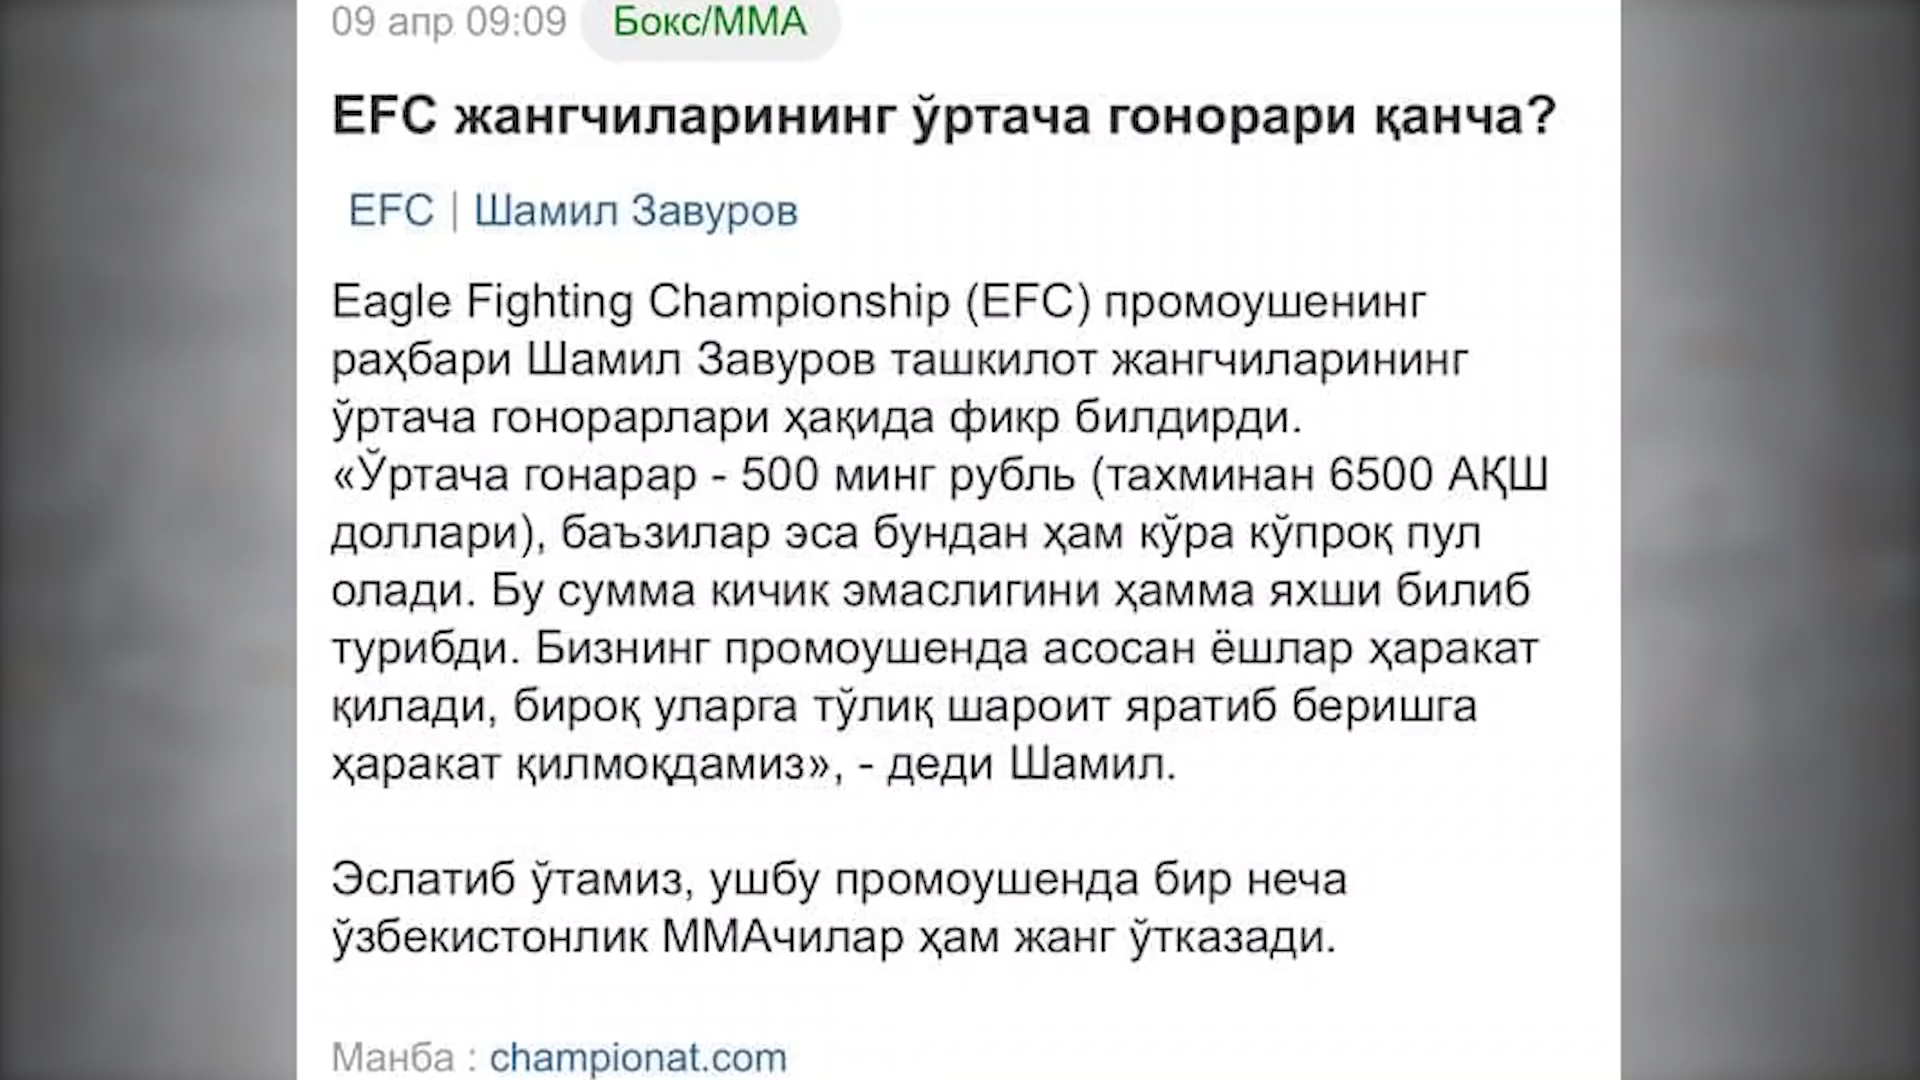 09 апр 09:09 Бокс/ММА
EFC жангчиларининг ўртача гонорари қанча?
EFC | Шамил Завуров
Eagle Fighting Championship (EFC) промоушенинг
раҳбари Шамил Завуров ташкилот жангчиларининг
ўртача гонорарлари ҳақида фикр билдирди.
«Ўртача гонарар - 500 минг рубль (тахминан 6500 АҚШ
доллари), баъзилар эса бундан ҳам кўра кўпроқ пул
олади. Бу сумма кичик эмаслигини ҳамма яхши билиб
турибди. Бизнинг промоушенда асосан ёшлар ҳаракат
қилади, бироқ уларга тўлиқ шароит яратиб беришга
ҳаракат қилмоқдамиз», - деди Шамил.
Эслатиб ўтамиз, ушбу промоушенда бир неча
ўзбекистонлик ММАчилар ҳам жанг ўтказади.
Манба : championat.com